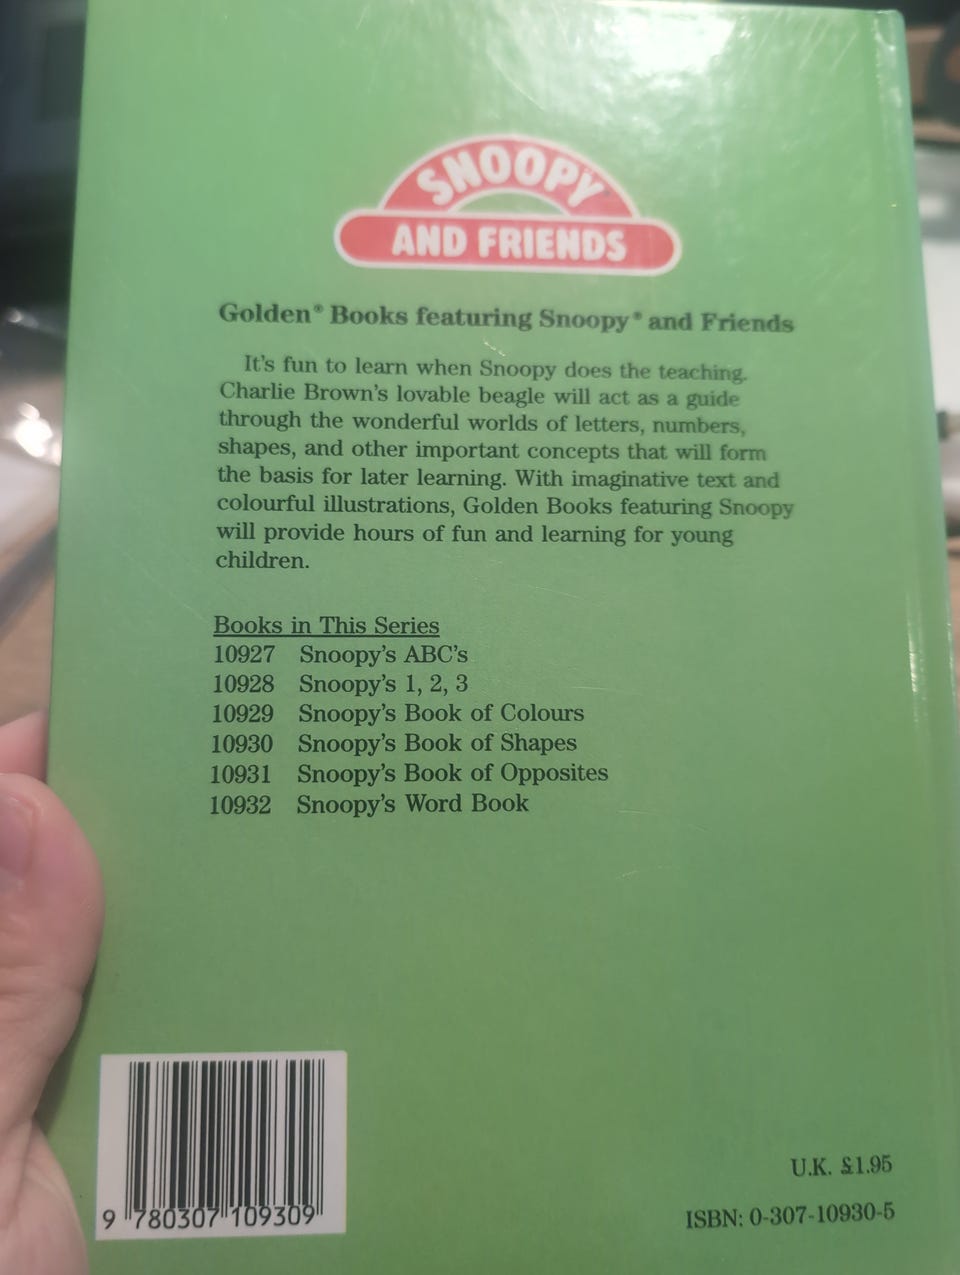 SNOOPY
AND FRIENDS
Golden® Books featuring Snoopy® and Friends
It's fun to learn when Snoopy does the teaching.
Charlie Brown's lovable beagle will act as a guide
through the wonderful worlds of letters, numbers,
shapes, and other important concepts that will form
the basis for later learning. With imaginative text and
colourful illustrations, Golden Books featuring Snoopy
will provide hours of fun and learning for young
children.
Books in This Series
10927 Snoopy's ABC's
10928 Snoopy's 1, 2, 3
10929 Snoopy's Book of Colours
10930 Snoopy's Book of Shapes
10931 Snoopy's Book of Opposites
10932 Snoopy's Word Book
9 780307 109309
U.K. £1.95
ISBN: 0-307-10930-5